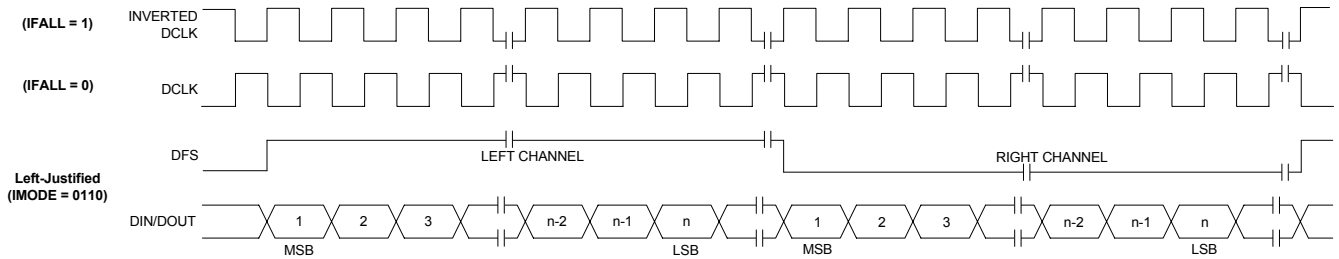 (IFALL = 1)
INVERTED
DCLK
(IFALL = 0)
DCLK
DFS
LEFT CHANNEL
RIGHT CHANNEL
Left-Justified
(IMODE = 0110)
DIN/DOUT
1 2 3 n-2 n-1 n 1 2 3 n-2 n-1 n
MSB LSB MSB LSB